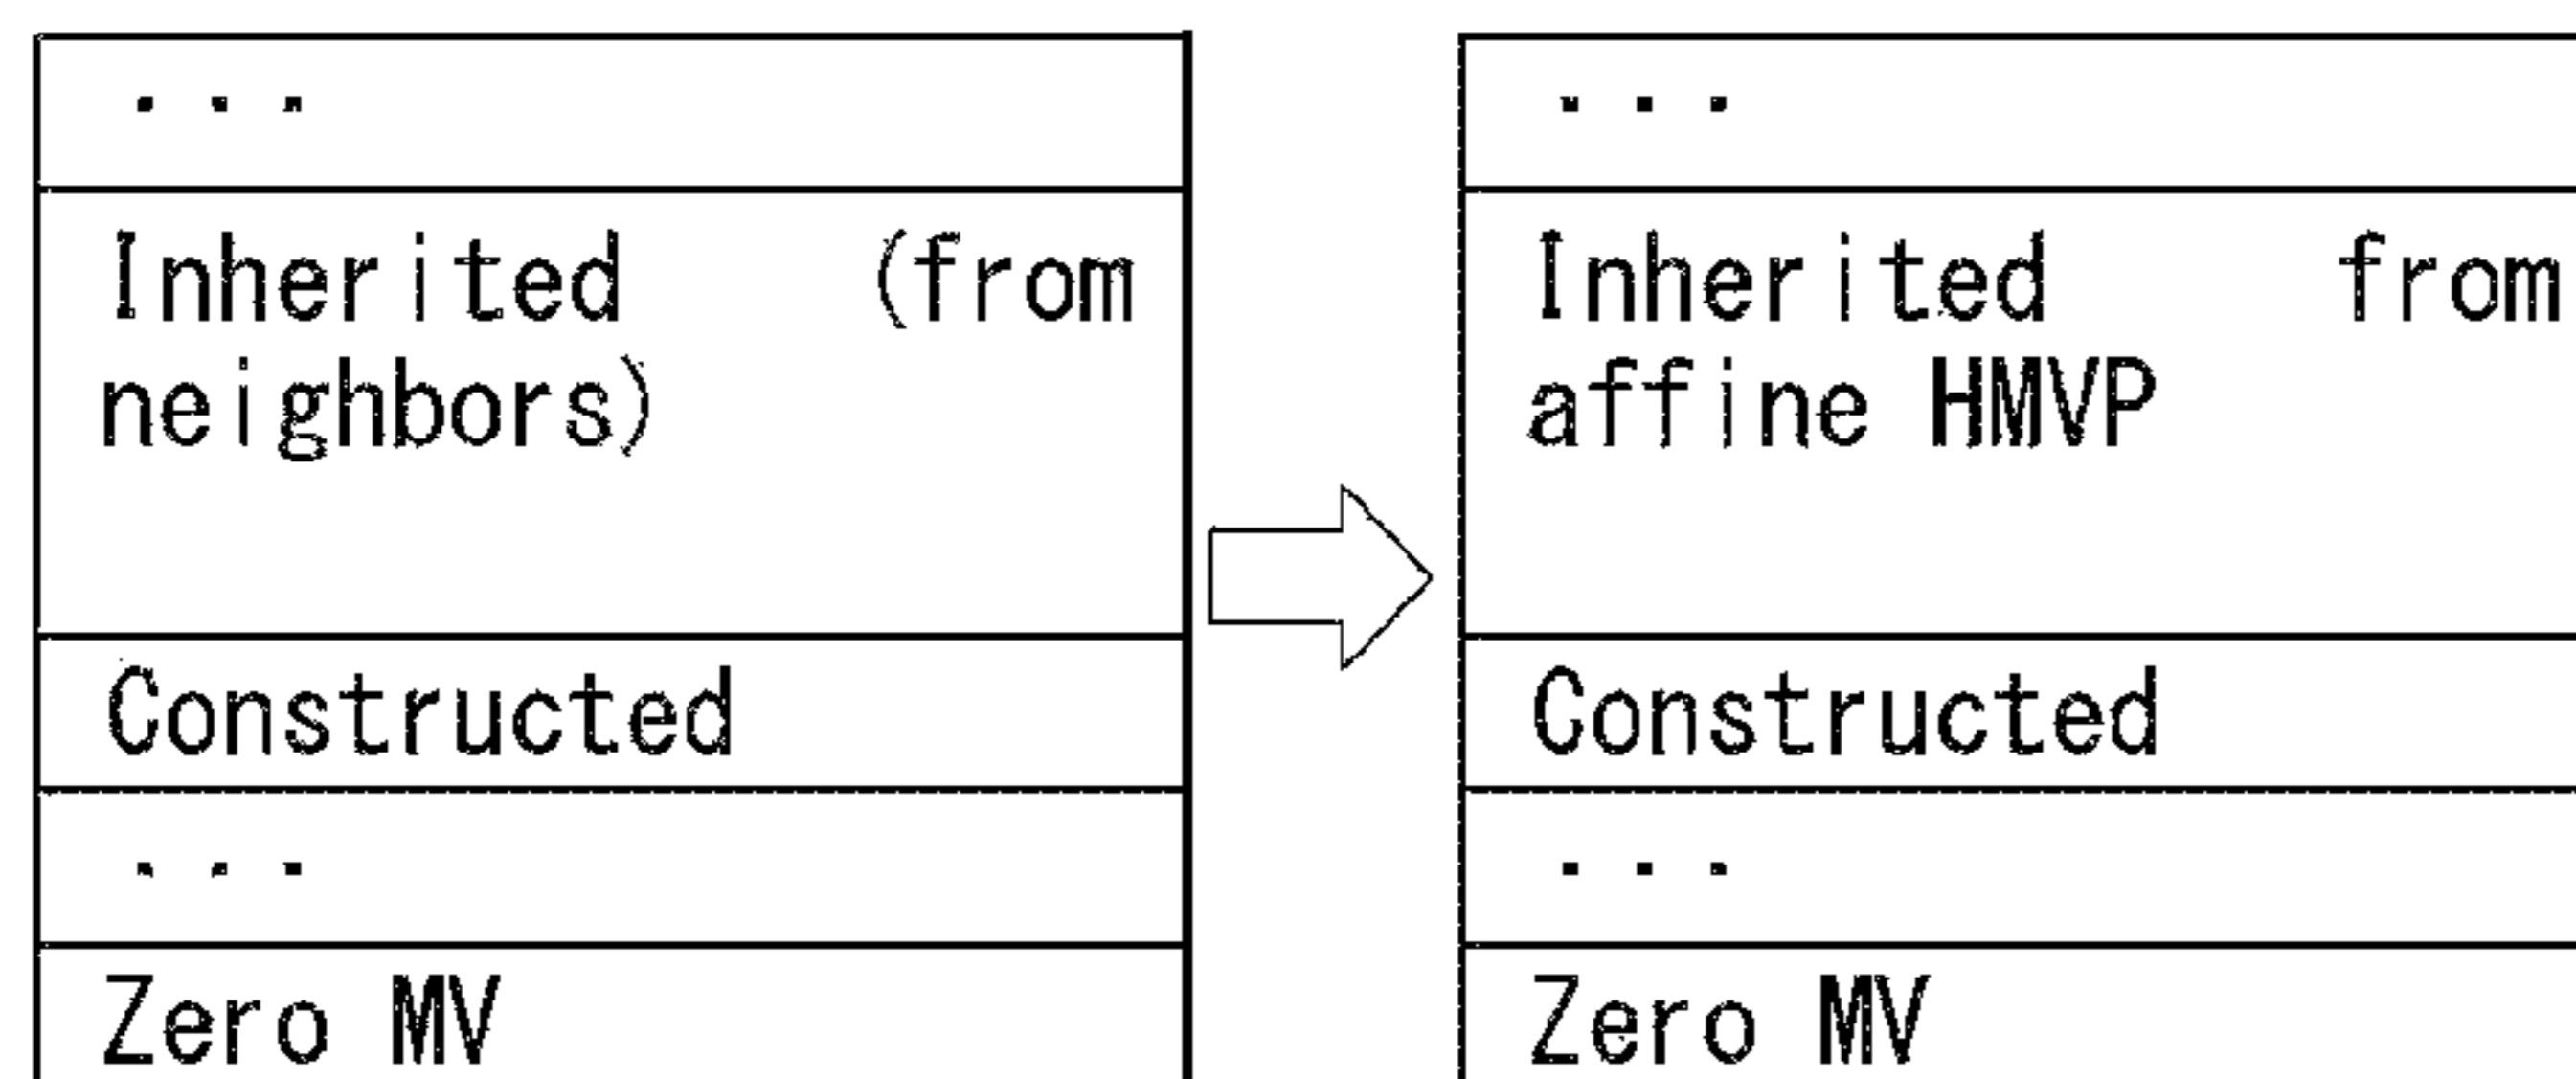 . . .
Inherited (from
neighbors)
Constructed
. . .
Zero MV
. . .
Inherited from
affine HMVP
Constructed
. . .
Zero MV